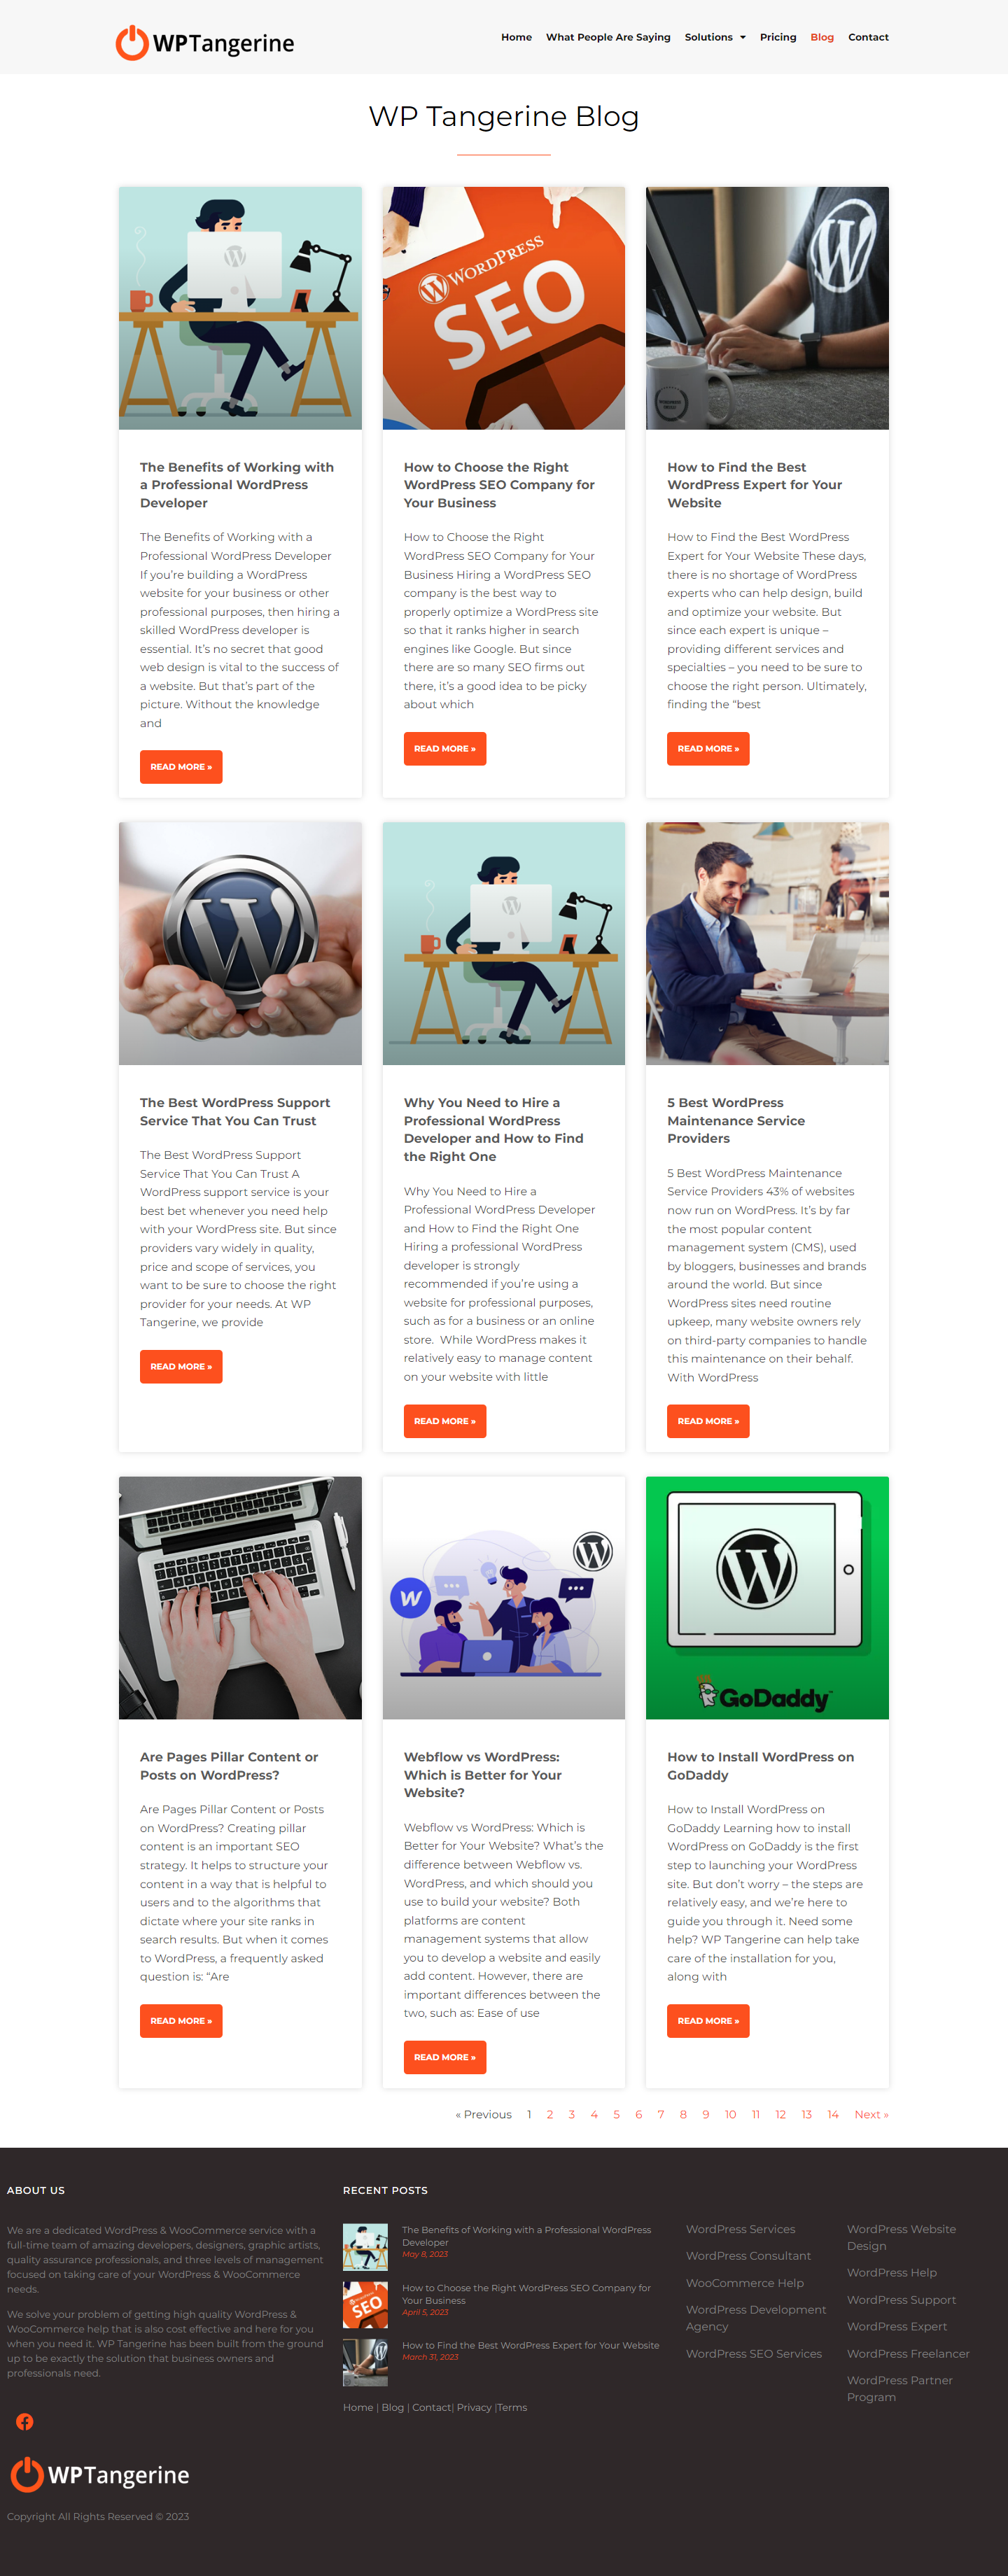 WPTangerine
Home What People Are Saying Solutions Pricing Blog Contact
WP Tangerine Blog
WORDPRESS
SEO
The Benefits of Working with
a Professional WordPress
Developer
The Benefits of Working with a
Professional WordPress Developer
If you're building a WordPress
website for your business or other
professional purposes, then hiring a
skilled WordPress developer is
essential. It's no secret that good
web design is vital to the success of
a website. But that's part of the
picture. Without the knowledge
and
READ MORE »
How to Choose the Right
WordPress SEO Company for
Your Business
How to Choose the Right
WordPress SEO Company for Your
Business Hiring a WordPress SEO
company is the best way to
properly optimize a WordPress site
so that it ranks higher in search
engines like Google. But since
there are so many SEO firms out
there, it's a good idea to be picky
about which
READ MORE »
How to Find the Best
WordPress Expert for Your
Website
How to Find the Best WordPress
Expert for Your Website These days,
there is no shortage of WordPress
experts who can help design, build
and optimize your website. But
since each expert is unique –
providing different services and
specialties – you need to be sure to
choose the right person. Ultimately,
finding the “best
READ MORE »
The Best WordPress Support
Service That You Can Trust
The Best WordPress Support
Service That You Can Trust A
WordPress support service is your
best bet whenever you need help
with your WordPress site. But since
providers vary widely in quality,
price and scope of services, you
want to be sure to choose the right
provider for your needs. At WP
Tangerine, we provide
READ MORE »
Why You Need to Hire a
Professional WordPress
Developer and How to Find
the Right One
Why You Need to Hire a
Professional WordPress Developer
and How to Find the Right One
Hiring a professional WordPress
developer is strongly
recommended if you're using a
website for professional purposes,
such as for a business or an online
store. While WordPress makes it
relatively easy to manage content
on your website with little
READ MORE »
5 Best WordPress
Maintenance Service
Providers
5 Best WordPress Maintenance
Service Providers 43% of websites
now run on WordPress. It's by far
the most popular content
management system (CMS), used
by bloggers, businesses and brands
around the world. But since
WordPress sites need routine
upkeep, many website owners rely
on third-party companies to handle
this maintenance on their behalf.
With WordPress
READ MORE »
GoDaddy
Are Pages Pillar Content or
Posts on WordPress?
Are Pages Pillar Content or Posts
on WordPress? Creating pillar
content is an important SEO
strategy. It helps to structure your
content in a way that is helpful to
users and to the algorithms that
dictate where your site ranks in
search results. But when it comes
to WordPress, a frequently asked
question is: “Are
READ MORE »
Webflow vs WordPress:
Which is Better for Your
Website?
Webflow vs WordPress: Which is
Better for Your Website? What's the
difference between Webflow vs.
WordPress, and which should you
use to build your website? Both
platforms are content
management systems that allow
you to develop a website and easily
add content. However, there are
important differences between the
two, such as: Ease of use
READ MORE »
How to Install WordPress on
GoDaddy
How to Install WordPress on
GoDaddy Learning how to install
WordPress on GoDaddy is the first
step to launching your WordPress
site. But don't worry – the steps are
relatively easy, and we're here to
guide you through it. Need some
help? WP Tangerine can help take
care of the installation for you,
along with
READ MORE »
« Previous 1 2 3 4 5 6 7 8 9 10 11 12 13 14 Next »
ABOUT US
We are a dedicated WordPress & WooCommerce service with a
full-time team of amazing developers, designers, graphic artists,
quality assurance professionals, and three levels of management
focused on taking care of your WordPress & WooCommerce
needs.
We solve your problem of getting high quality WordPress &
WooCommerce help that is also cost effective and here for you
when you need it. WP Tangerine has been built from the ground
up to be exactly the solution that business owners and
professionals need.
WPTangerine
Copyright All Rights Reserved © 2023
RECENT POSTS
The Benefits of Working with a Professional WordPress
Developer
May 8, 2023
SEO
How to Choose the Right WordPress SEO Company for
Your Business
April 5, 2023
How to Find the Best WordPress Expert for Your Website
March 31, 2023
Home | Blog | Contact| Privacy |Terms
WordPress Services
WordPress Consultant
WooCommerce Help
WordPress Development
Agency
WordPress SEO Services
WordPress Website
Design
WordPress Help
WordPress Support
WordPress Expert
WordPress Freelancer
WordPress Partner
Program